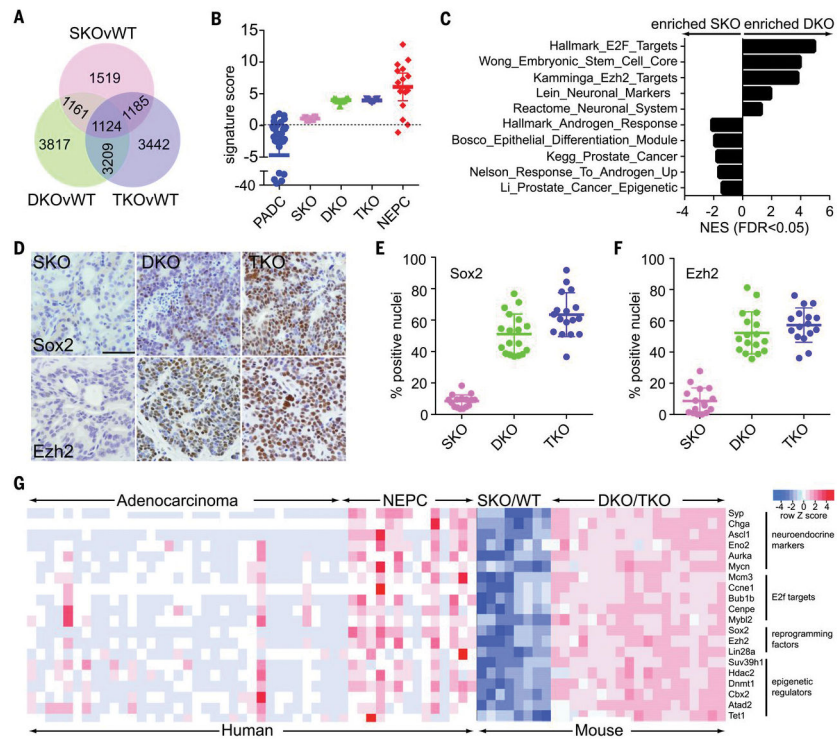 A
SKOvWT
1519
1161
1185
1124
3817
3209
3442
DKOvWT
TKOvWT
B
signature score
15
10
5
0
-5
-40
PADC
SKO
DKO
TKO
NEPC
C
enriched SKO
enriched DKO
Hallmark_E2F_Targets
Wong_Embryonic_Stem_Cell_Core
Kamminga_Ezh2_Targets
Lein_Neuronal_Markers
Reactome_Neuronal_System
Hallmark_Androgen_Response
Bosco_Epithelial_Differentiation_Module
Kegg_Prostate_Cancer
Nelson_Response_To_Androgen_Up
Li_Prostate_Cancer_Epigenetic
-4 -2 0 2 4 6
NES (FDR<0.05)
D
SKO DKO TKO
Sox2
Ezh2
E
Sox2
% positive nuclei
100
80
60
40
20
0
SKO
DKO
TKO
F
Ezh2
% positive nuclei
100
80
60
40
20
0
SKO
DKO
TKO
G
Adenocarcinoma NEPC SKO/WT DKO/TKO
-4 -2 0 2 4
row Z score
Syp
Chga
Ascl1
Eno2
Aurka
Mycn
Mcm3
Ccne1
Bub1b
Cenpe
Mybl2
Sox2
Ezh2
Lin28a
Suv39h1
Hdac2
Dnmt1
Cbx2
Atad2
Tet1
neuroendocrine
markers
E2f targets
reprogramming
factors
epigenetic
regulators
Human Mouse